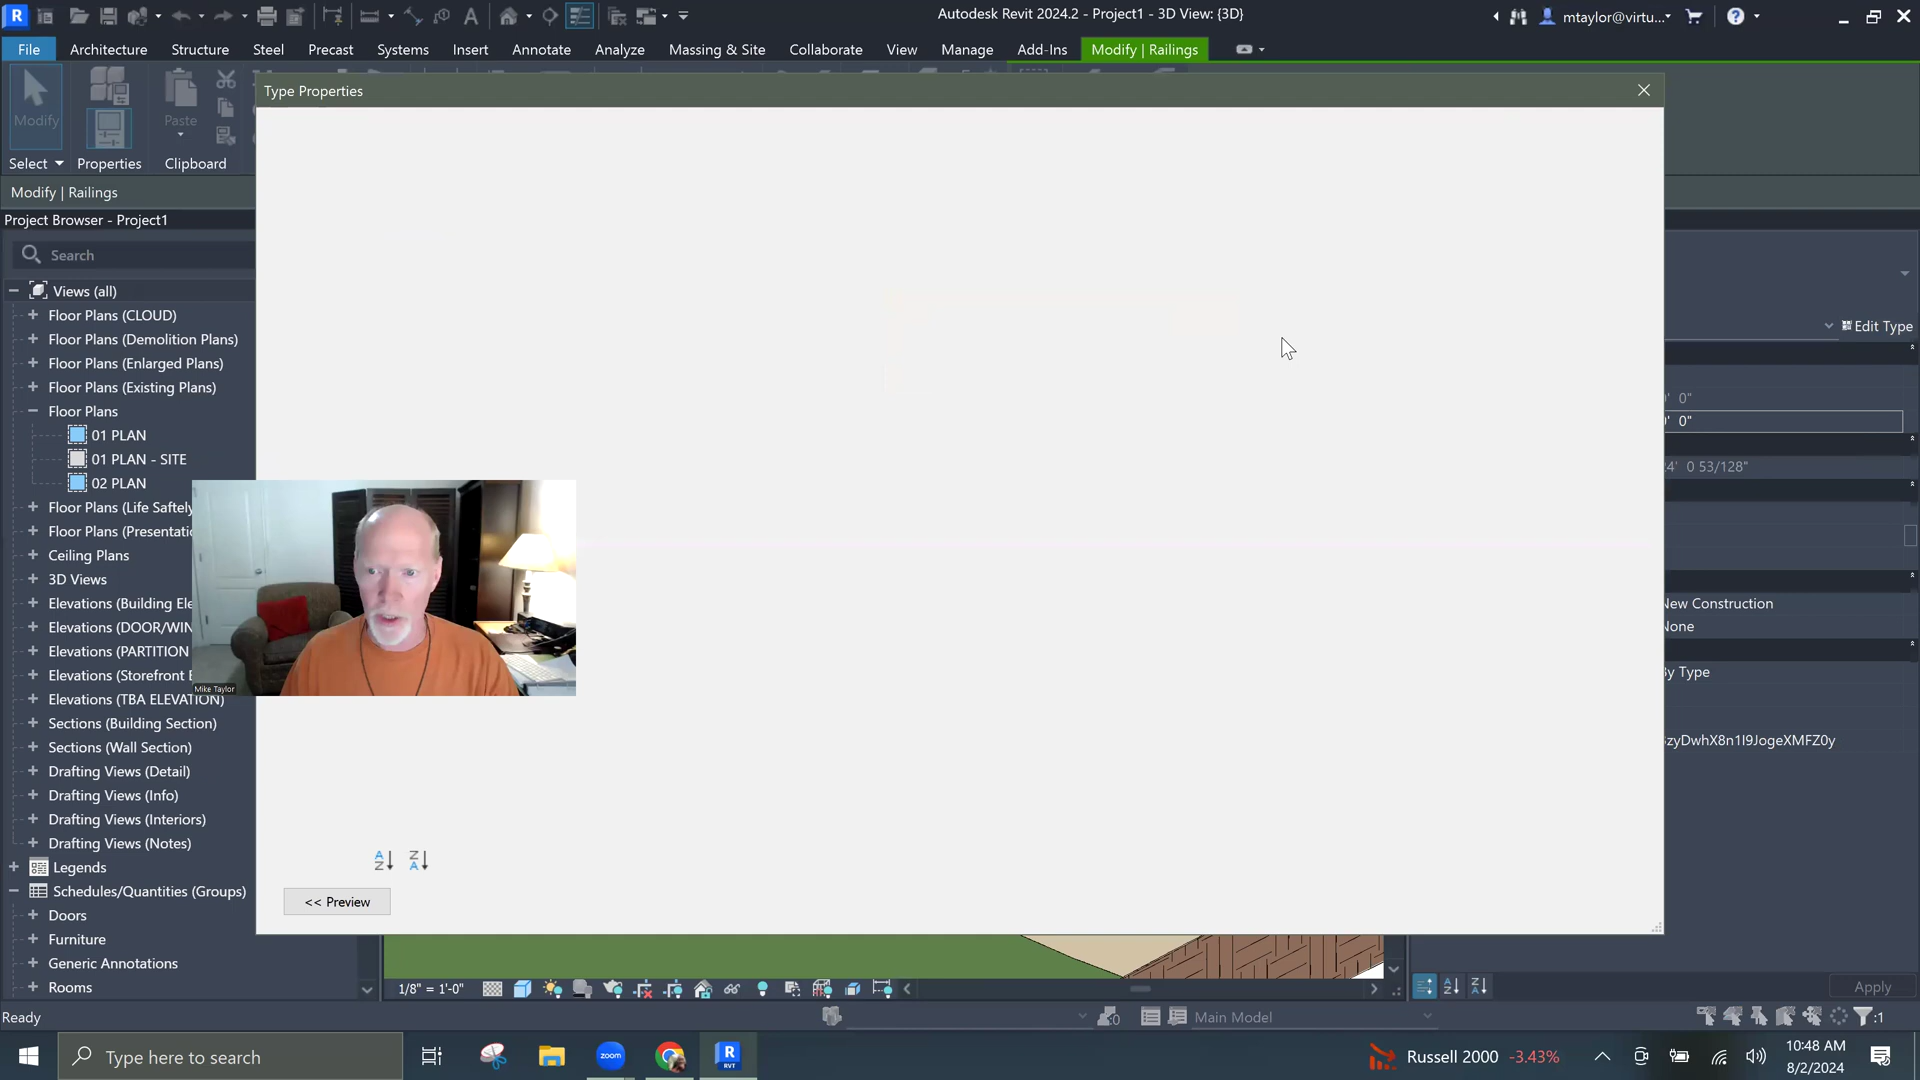 Autodesk Revit 2024.2 - Project1 - 3D View: {3D}
mtaylor@virtu...
File Architecture Structure Steel Precast Systems Insert Annotate Analyze Massing & Site Collaborate View Manage Add-Ins Modify | Railings
Type Properties
Modify
Paste
Select Properties Clipboard
Modify | Railings
Project Browser - Project1
Search
Views (all)
Floor Plans (CLOUD)
Floor Plans (Demolition Plans)
Floor Plans (Enlarged Plans)
Floor Plans (Existing Plans)
Floor Plans
01 PLAN
01 PLAN - SITE
02 PLAN
Floor Plans (Life Saftely
Floor Plans (Presentati
Ceiling Plans
3D Views
Elevations (Building Ele
Elevations (DOOR/WIN
Elevations (PARTITION
Elevations (Storefront E
Elevations (TBA ELEVATION)
Sections (Building Section)
Sections (Wall Section)
Drafting Views (Detail)
Drafting Views (Info)
Drafting Views (Interiors)
Drafting Views (Notes)
Legends
Schedules/Quantities (Groups)
Doors
Furniture
Generic Annotations
Rooms
Mike Taylor
<< Preview
Edit Type
' 0"
' 0"
4' 0 53/128"
New Construction
None
By Type
zyDwhX8n1I9JogeXMFZ0y
Apply
1/8" = 1'-0"
Ready
:0
Main Model
:1
Type here to search
zoom
R
RVT
Russell 2000 -3.43%
10:48 AM
8/2/2024